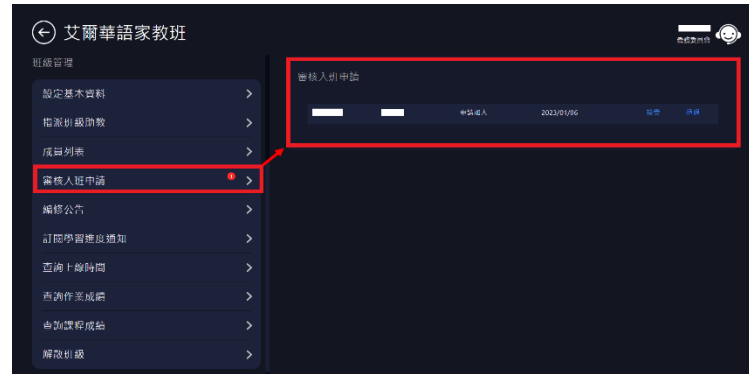 艾爾華語家教班
班級管理
設定基本資料
指派班級助教
成員列表
審核入班申請 1
編修公告
訂閱學習進度通知
查詢上線時間
查詢作業成績
查詢課程成績
解散班級
審核入班申請
申請加入 2023/01/06